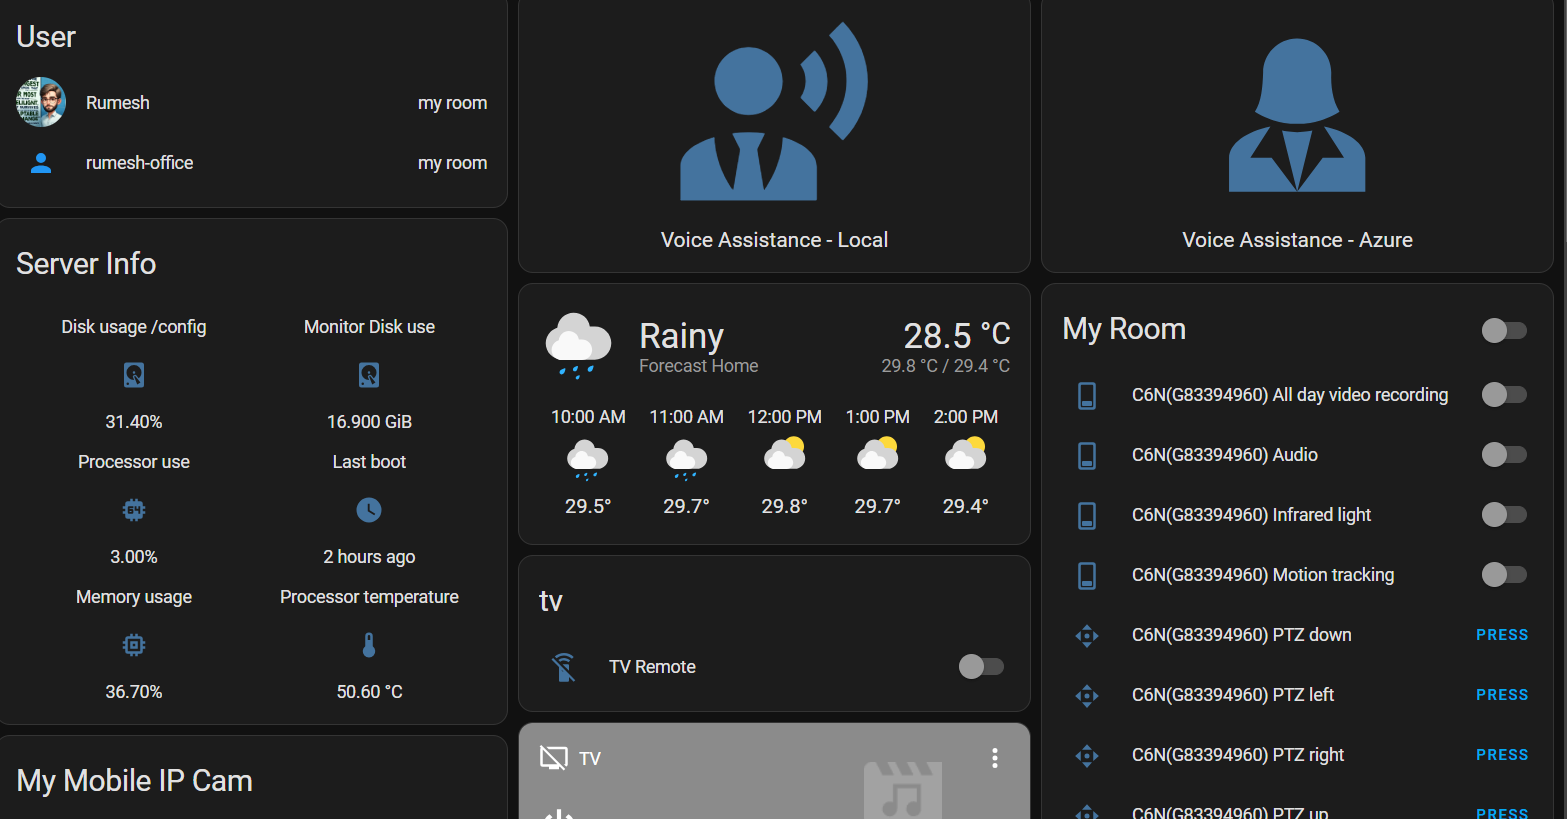 User
Rumesh my room
rumesh-office my room
Server Info
Disk usage /config Monitor Disk use
31.40% 16.900 GiB
Processor use Last boot
64
3.00% 2 hours ago
Memory usage Processor temperature
36.70% 50.60 °C
My Mobile IP Cam
Voice Assistance - Local
Rainy 28.5 °C
Forecast Home 29.8 °C / 29.4 °C
10:00 AM 11:00 AM 12:00 PM 1:00 PM 2:00 PM
29.5° 29.7° 29.8° 29.7° 29.4°
tv
TV Remote
TV
Voice Assistance - Azure
My Room
C6N(G83394960) All day video recording
C6N(G83394960) Audio
C6N(G83394960) Infrared light
C6N(G83394960) Motion tracking
C6N(G83394960) PTZ down PRESS
C6N(G83394960) PTZ left PRESS
C6N(G83394960) PTZ right PRESS
C6N(G83394960) PTZ up PRESS